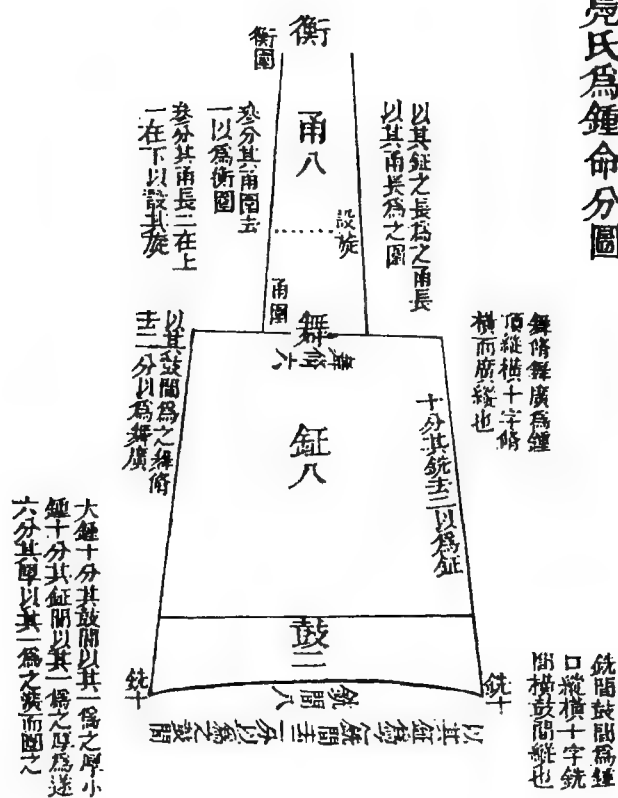 鳧氏爲鍾命分圖
衡
衡圍
甬八
以其鉦之長爲之甬長
以其甬長爲之圍
參分其甬圍去
一以爲衡圍
參分其甬長二在上
一在下以設其旋
設旋
甬圍
舞
舞脩六
舞脩舞廣爲鍾
頂縱橫十字脩
橫而廣縱也
以其鼓間爲之舞脩
去二分以爲舞廣
鉦八
十分其銑去二以爲鉦
鼓二
銑十
銑十
銑間八
銑間鼓間爲鍾
口縱橫十字銑
間橫鼓間縱也
以其鉦爲之銑間去二分以爲之鼓間
大鍾十分其鼓間以其一爲之厚小
鍾十分其鉦間以其一爲之厚爲遂
六分其厚以其一爲之深而圜之